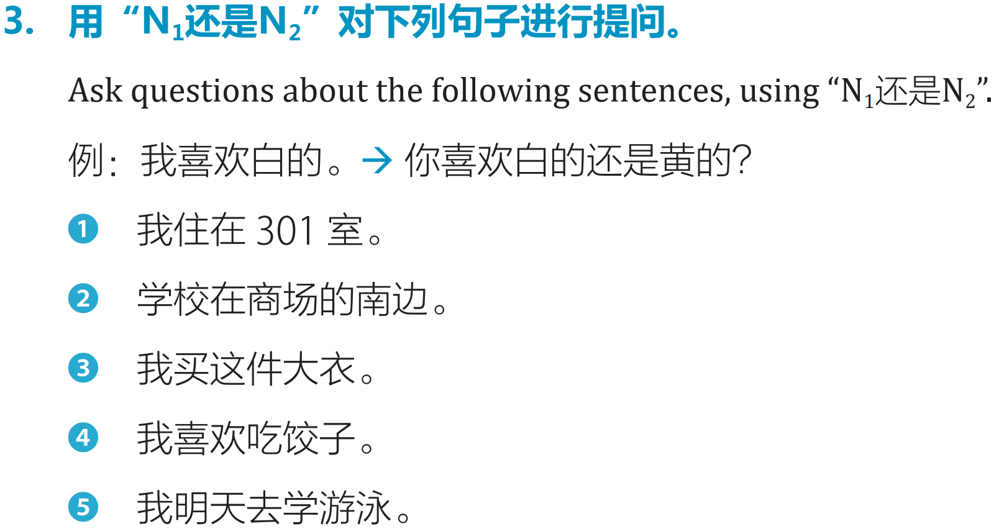 3. 用“N₁还是N₂”对下列句子进行提问。
Ask questions about the following sentences, using “N₁还是N₂”.
例：我喜欢白的。→ 你喜欢白的还是黄的？
1 我住在 301 室。
2 学校在商场的南边。
3 我买这件大衣。
4 我喜欢吃饺子。
5 我明天去学游泳。